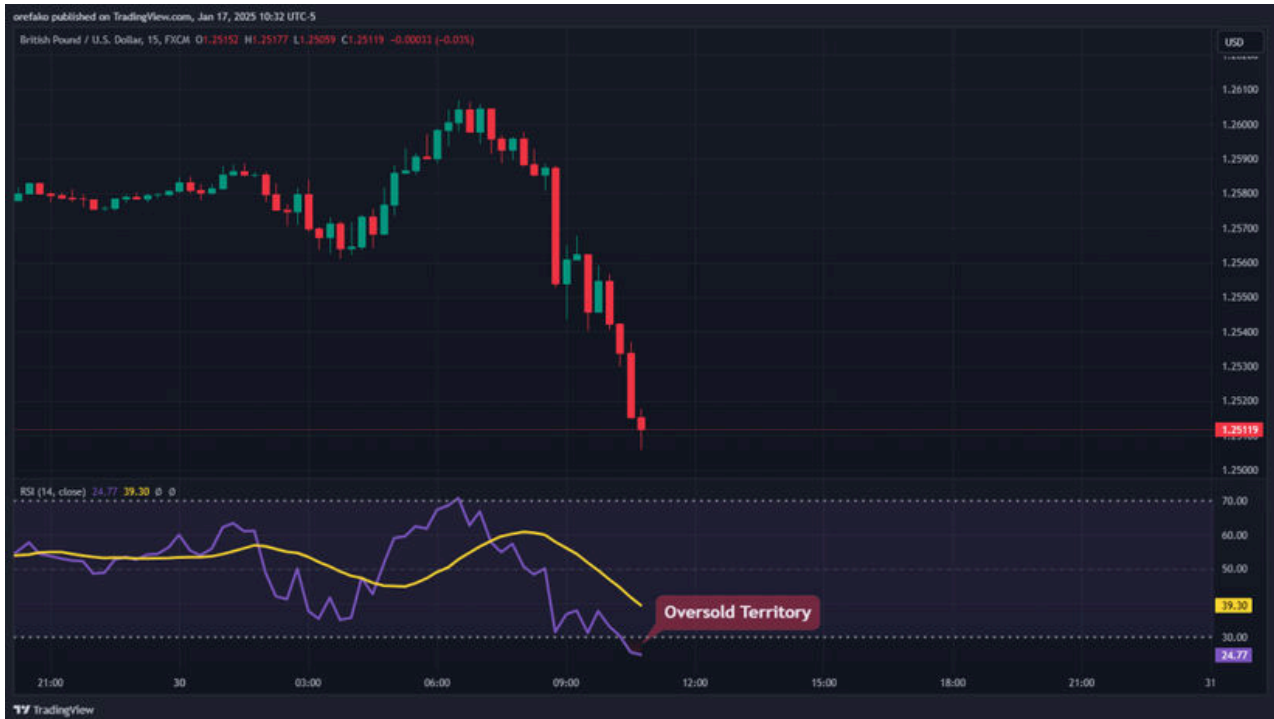 orefako published on TradingView.com, Jan 17, 2025 10:32 UTC-5
British Pound / U.S. Dollar, 15, FXCM O1.25152 H1.25177 L1.25059 C1.25119 −0.00033 (−0.03%)
USD
1.26100
1.26000
1.25900
1.25800
1.25700
1.25600
1.25500
1.25400
1.25300
1.25200
1.25119
1.25000
RSI (14, close) 24.77 39.30 Ø Ø
70.00
60.00
50.00
39.30
Oversold Territory
30.00
24.77
21:00 30 03:00 06:00 09:00 12:00 15:00 18:00 21:00 31
TradingView